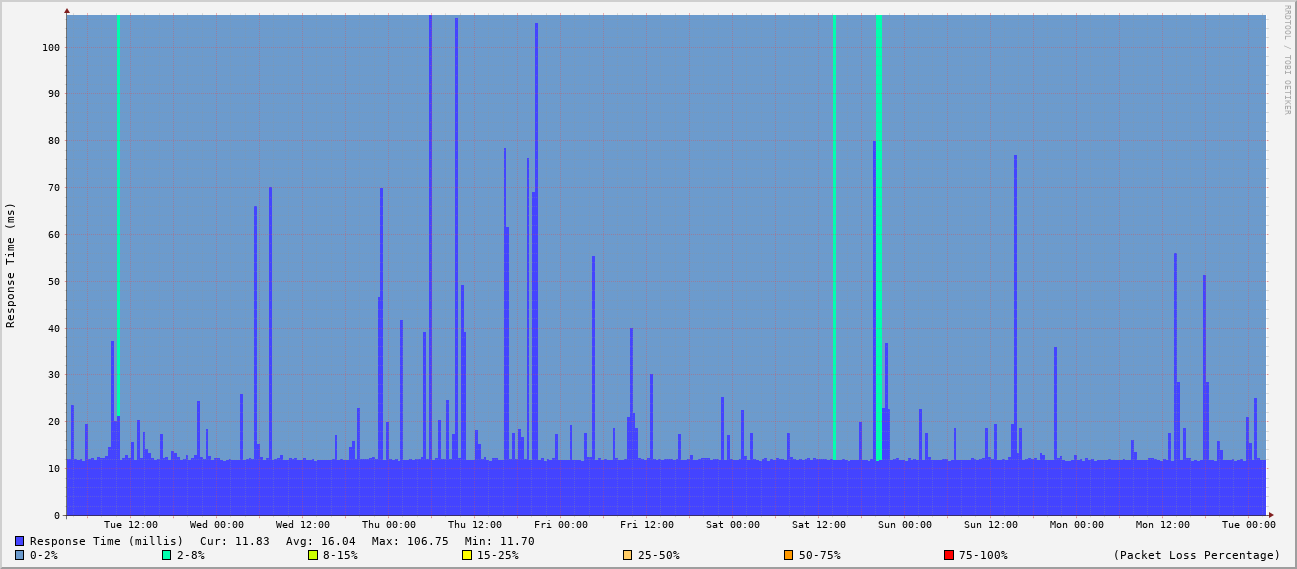 RRDTOOL / TOBI OETIKER
Response Time (ms)
100
90
80
70
60
50
40
30
20
10
0
Tue 12:00 Wed 00:00 Wed 12:00 Thu 00:00 Thu 12:00 Fri 00:00 Fri 12:00 Sat 00:00 Sat 12:00 Sun 00:00 Sun 12:00 Mon 00:00 Mon 12:00 Tue 00:00
Response Time (millis) Cur: 11.83 Avg: 16.04 Max: 106.75 Min: 11.70
0-2% 2-8% 8-15% 15-25% 25-50% 50-75% 75-100% (Packet Loss Percentage)